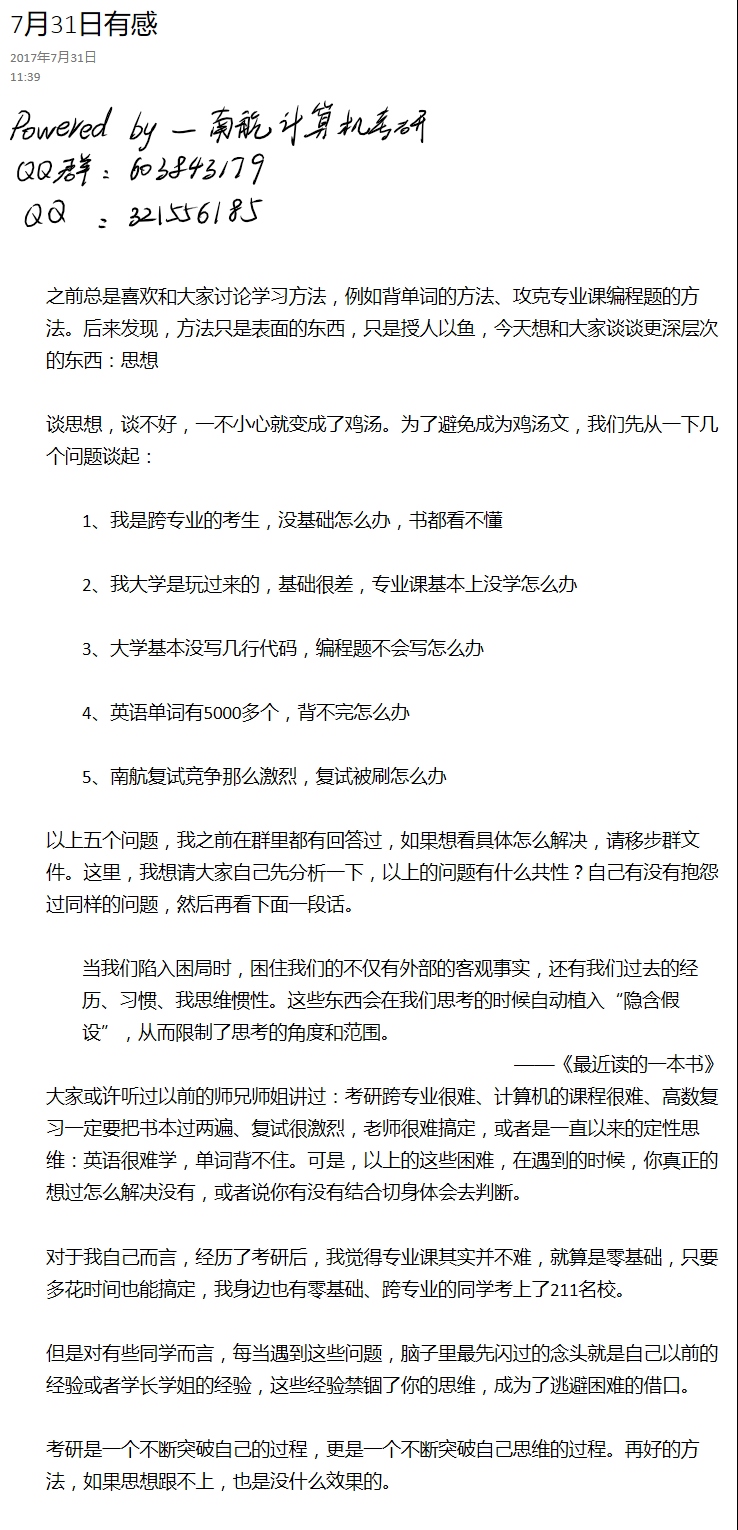 7月31日有感
2017年7月31日
11:39
Powered by — 南航计算机考研
QQ群：603843179
QQ ：321556185
之前总是喜欢和大家讨论学习方法，例如背单词的方法、攻克专业课编程题的方
法。后来发现，方法只是表面的东西，只是授人以鱼，今天想和大家谈谈更深层次
的东西：思想
谈思想，谈不好，一不小心就变成了鸡汤。为了避免成为鸡汤文，我们先从一下几
个问题谈起：
1、我是跨专业的考生，没基础怎么办，书都看不懂
2、我大学是玩过来的，基础很差，专业课基本上没学怎么办
3、大学基本没写几行代码，编程题不会写怎么办
4、英语单词有5000多个，背不完怎么办
5、南航复试竞争那么激烈，复试被刷怎么办
以上五个问题，我之前在群里都有回答过，如果想看具体怎么解决，请移步群文
件。这里，我想请大家自己先分析一下，以上的问题有什么共性？自己有没有抱怨
过同样的问题，然后再看下面一段话。
当我们陷入困局时，困住我们的不仅有外部的客观事实，还有我们过去的经
历、习惯、我思维惯性。这些东西会在我们思考的时候自动植入“隐含假
设”，从而限制了思考的角度和范围。
——《最近读的一本书》
大家或许听过以前的师兄师姐讲过：考研跨专业很难、计算机的课程很难、高数复
习一定要把书本过两遍、复试很激烈，老师很难搞定，或者是一直以来的定性思
维：英语很难学，单词背不住。可是，以上的这些困难，在遇到的时候，你真正的
想过怎么解决没有，或者说你有没有结合切身体会去判断。
对于我自己而言，经历了考研后，我觉得专业课其实并不难，就算是零基础，只要
多花时间也能搞定，我身边也有零基础、跨专业的同学考上了211名校。
但是对有些同学而言，每当遇到这些问题，脑子里最先闪过的念头就是自己以前的
经验或者学长学姐的经验，这些经验禁锢了你的思维，成为了逃避困难的借口。
考研是一个不断突破自己的过程，更是一个不断突破自己思维的过程。再好的方
法，如果思想跟不上，也是没什么效果的。